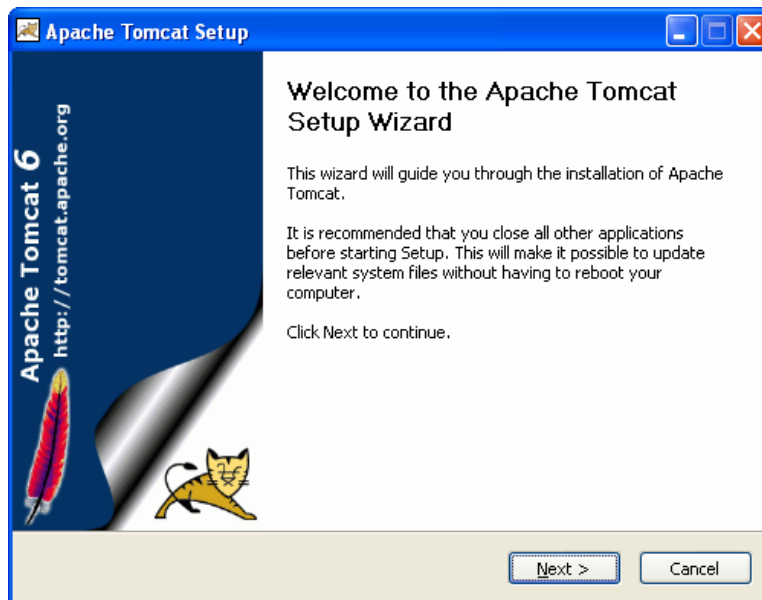 Apache Tomcat Setup
Apache Tomcat 6
http://tomcat.apache.org
Welcome to the Apache Tomcat
Setup Wizard
This wizard will guide you through the installation of Apache
Tomcat.
It is recommended that you close all other applications
before starting Setup. This will make it possible to update
relevant system files without having to reboot your
computer.
Click Next to continue.
Next >
Cancel